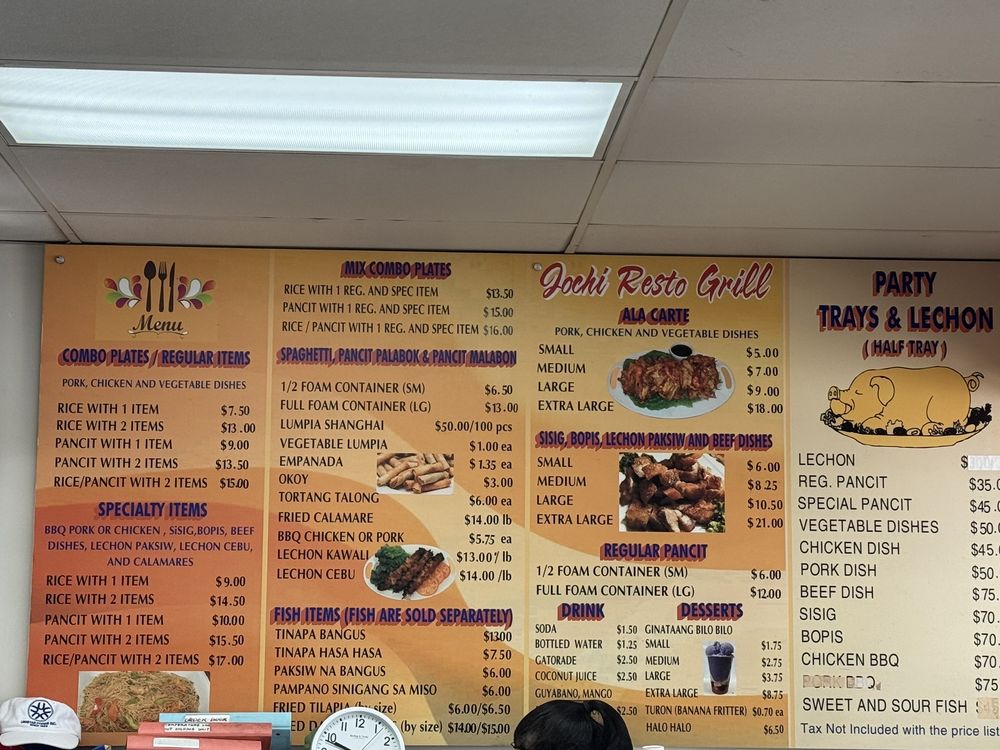 Menu
COMBO PLATES / REGULAR ITEMS
PORK, CHICKEN AND VEGETABLE DISHES
RICE WITH 1 ITEM $7.50
RICE WITH 2 ITEMS $13.00
PANCIT WITH 1 ITEM $9.00
PANCIT WITH 2 ITEMS $13.50
RICE/PANCIT WITH 2 ITEMS $15.00
SPECIALTY ITEMS
BBQ PORK OR CHICKEN , SiSiG,BOPIS, BEEF
DISHES, LECHON PAKSIW, LECHON CEBU,
AND CALAMARES
RICE WITH 1 ITEM $9.00
RICE WITH 2 ITEMS $14.50
PANCIT WITH 1 ITEM $10.00
PANCIT WITH 2 ITEMS $15.50
RICE/PANCIT WITH 2 ITEMS $17.00
MIX COMBO PLATES
RICE WITH 1 REG. AND SPEC ITEM $13.50
PANCIT WITH 1 REG. AND SPEC ITEM $15.00
RICE / PANCIT WITH 1 REG. AND SPEC ITEM $16.00
SPAGHETTI, PANCIT PALABOK & PANCIT MALABON
1/2 FOAM CONTAINER (SM) $6.50
FULL FOAM CONTAINER (LG) $13.00
LUMPIA SHANGHAI $50.00/100 pcs
VEGETABLE LUMPIA $1.00 ea
EMPANADA $1.35 ea
OKOY $3.00
TORTANG TALONG $6.00 ea
FRIED CALAMARE $14.00 lb
BBQ CHICKEN OR PORK $5.75 ea
LECHON KAWALI $13.00/ lb
LECHON CEBU $14.00 /lb
FISH ITEMS (FISH ARE SOLD SEPARATELY)
TINAPA BANGUS $1300
TINAPA HASA HASA $7.50
PAKSIW NA BANGUS $6.00
PAMPANO SINIGANG SA MISO $6.00
FRIED TILAPIA (by size) $6.00/$6.50
(by size) $14.00/$15.00
Jochi Resto Grill
ALA CARTE
PORK, CHICKEN AND VEGETABLE DISHES
SMALL $5.00
MEDIUM $7.00
LARGE $9.00
EXTRA LARGE $18.00
SISIG, BOPIS, LECHON PAKSIW AND BEEF DISHES
SMALL $6.00
MEDIUM $8.25
LARGE $10.50
EXTRA LARGE $21.00
REGULAR PANCIT
1/2 FOAM CONTAINER (SM) $6.00
FULL FOAM CONTAINER (LG) $12.00
DRINK
SODA $1.50
BOTTLED WATER $1.25
GATORADE $2.50
COCONUT JUICE $2.50
GUYABANO, MANGO
DESSERTS
GINATAANG BILO BILO
SMALL $1.75
MEDIUM $2.75
LARGE $3.75
EXTRA LARGE $8.75
TURON (BANANA FRITTER) $0.70 ea
HALO HALO $6.50
PARTY
TRAYS & LECHON
( HALF TRAY )
LECHON $
REG. PANCIT $35.0
SPECIAL PANCIT $45.0
VEGETABLE DISHES $50.0
CHICKEN DISH $45.0
PORK DISH $50.
BEEF DISH $75.
SISIG $70.
BOPIS $70.
CHICKEN BBQ $70.
PORK BBQ $75
SWEET AND SOUR FISH $45
Tax Not Included with the price list
11 12 1
10
9